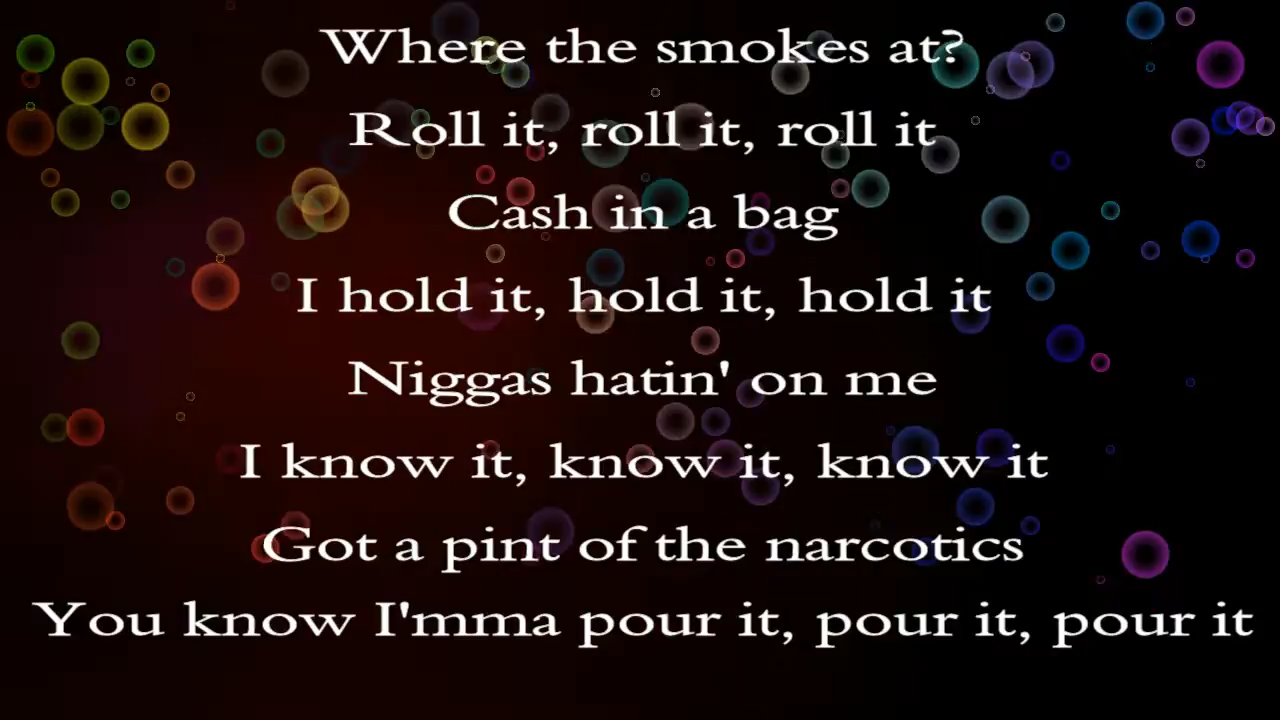 Where the smokes at?
Roll it, roll it, roll it
Cash in a bag
I hold it, hold it, hold it
Niggas hatin' on me
I know it, know it, know it
Got a pint of the narcotics
You know I'mma pour it, pour it, pour it